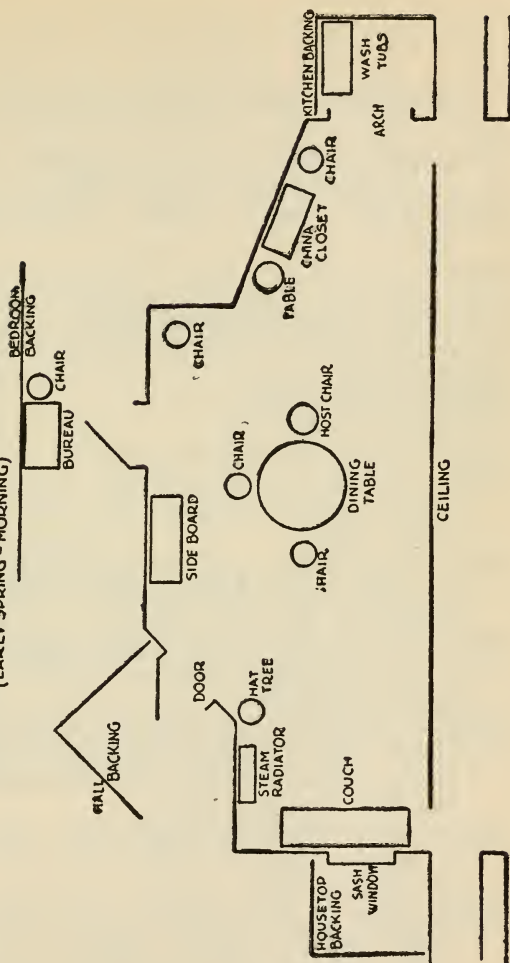 (EARLY SPRING - MORNING)
BEDROOM
BACKING
CHAIR
BUREAU
HALL BACKING
SIDE BOARD
DOOR
CHAIR
KITCHEN BACKING
WASH
TUBS
ARCH
CHAIR
CHINA
CLOSET
TABLE
HAT
TREE
STEAM
RADIATOR
CHAIR
HOST CHAIR
CHAIR
DINING
TABLE
COUCH
HOUSETOP
BACKING
SASH
WINDOW
CEILING